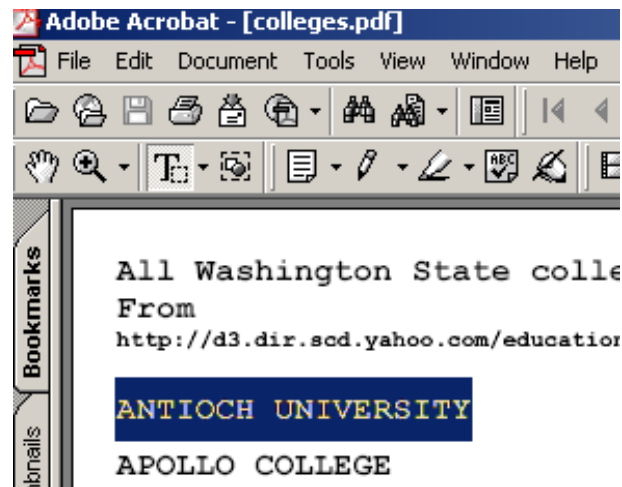 Adobe Acrobat - [colleges.pdf]
File Edit Document Tools View Window Help
ABC
Bookmarks
All Washington State
From
http://d3.dir.scd.yahoo.com/education
ANTIOCH UNIVERSITY
APOLLO COLLEGE